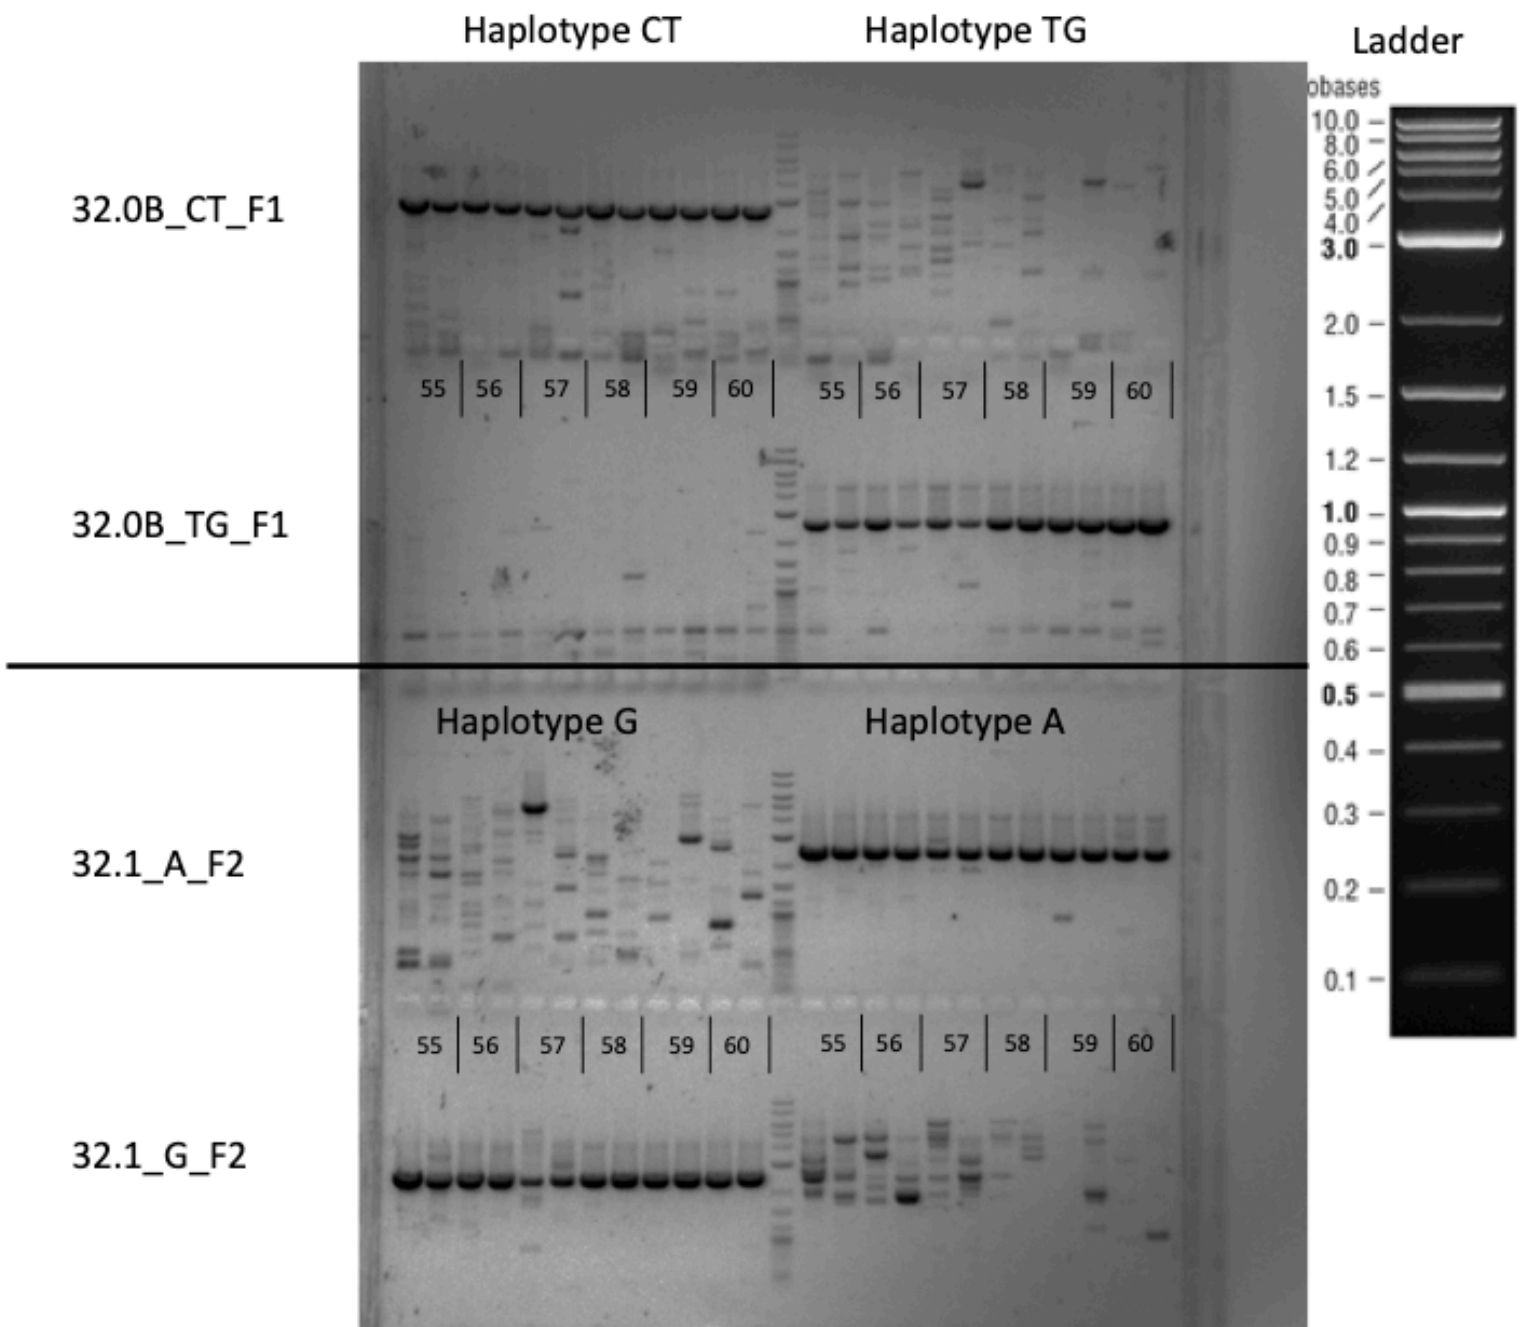 Haplotype CT
Haplotype TG
Ladder
obases
10.0
8.0
6.0
5.0
4.0
3.0
2.0
1.5
1.2
1.0
0.9
0.8
0.7
0.6
0.5
0.4
0.3
0.2
0.1
32.0B_CT_F1
55 56 57 58 59 60 55 56 57 58 59 60
32.0B_TG_F1
Haplotype G
Haplotype A
32.1_A_F2
55 56 57 58 59 60 55 56 57 58 59 60
32.1_G_F2